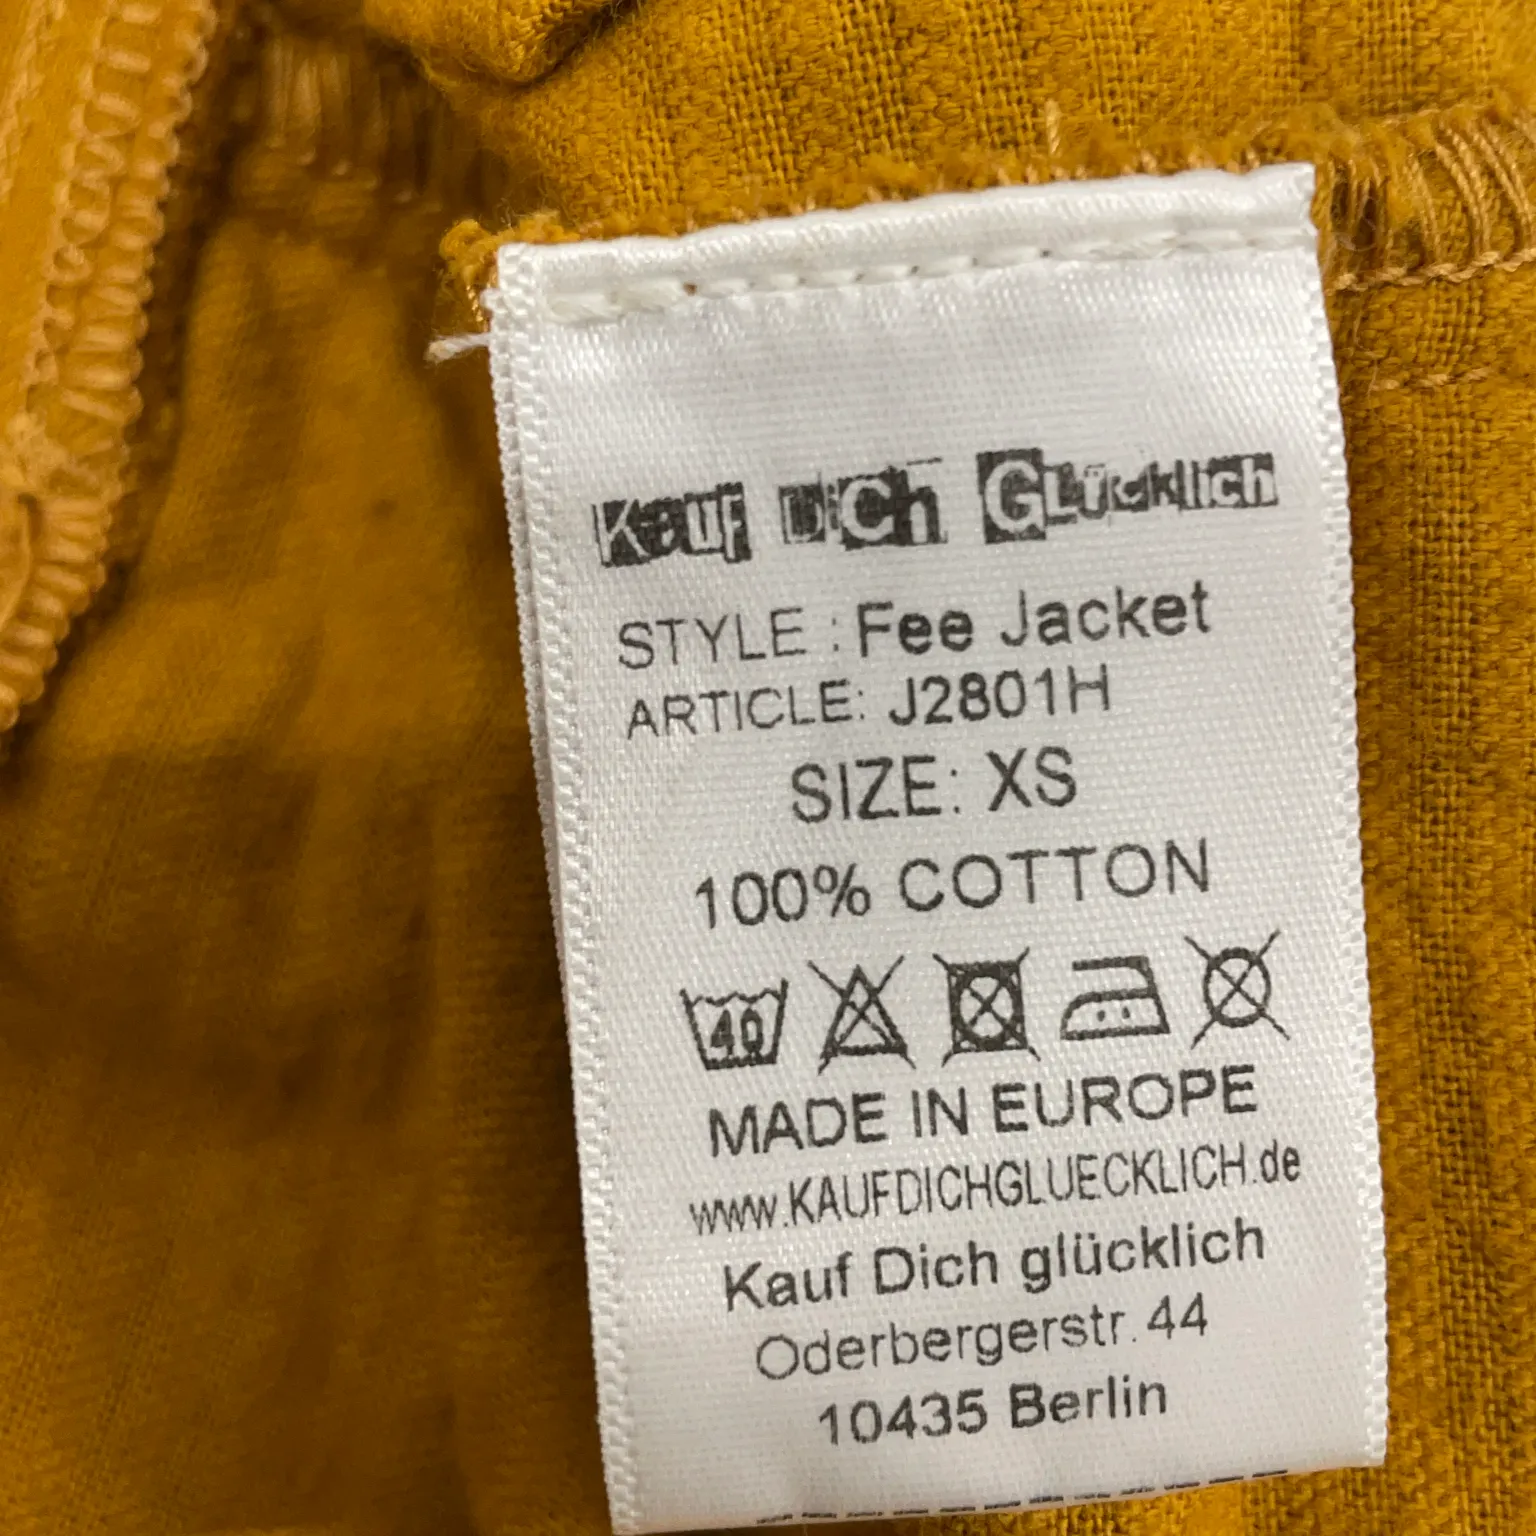 Kauf Dich Glücklich
STYLE : Fee Jacket
ARTICLE: J2801H
SIZE: XS
100% COTTON
40
MADE IN EUROPE
www.KAUFDICHGLUECKLICH.de
Kauf Dich glücklich
Oderbergerstr. 44
10435 Berlin